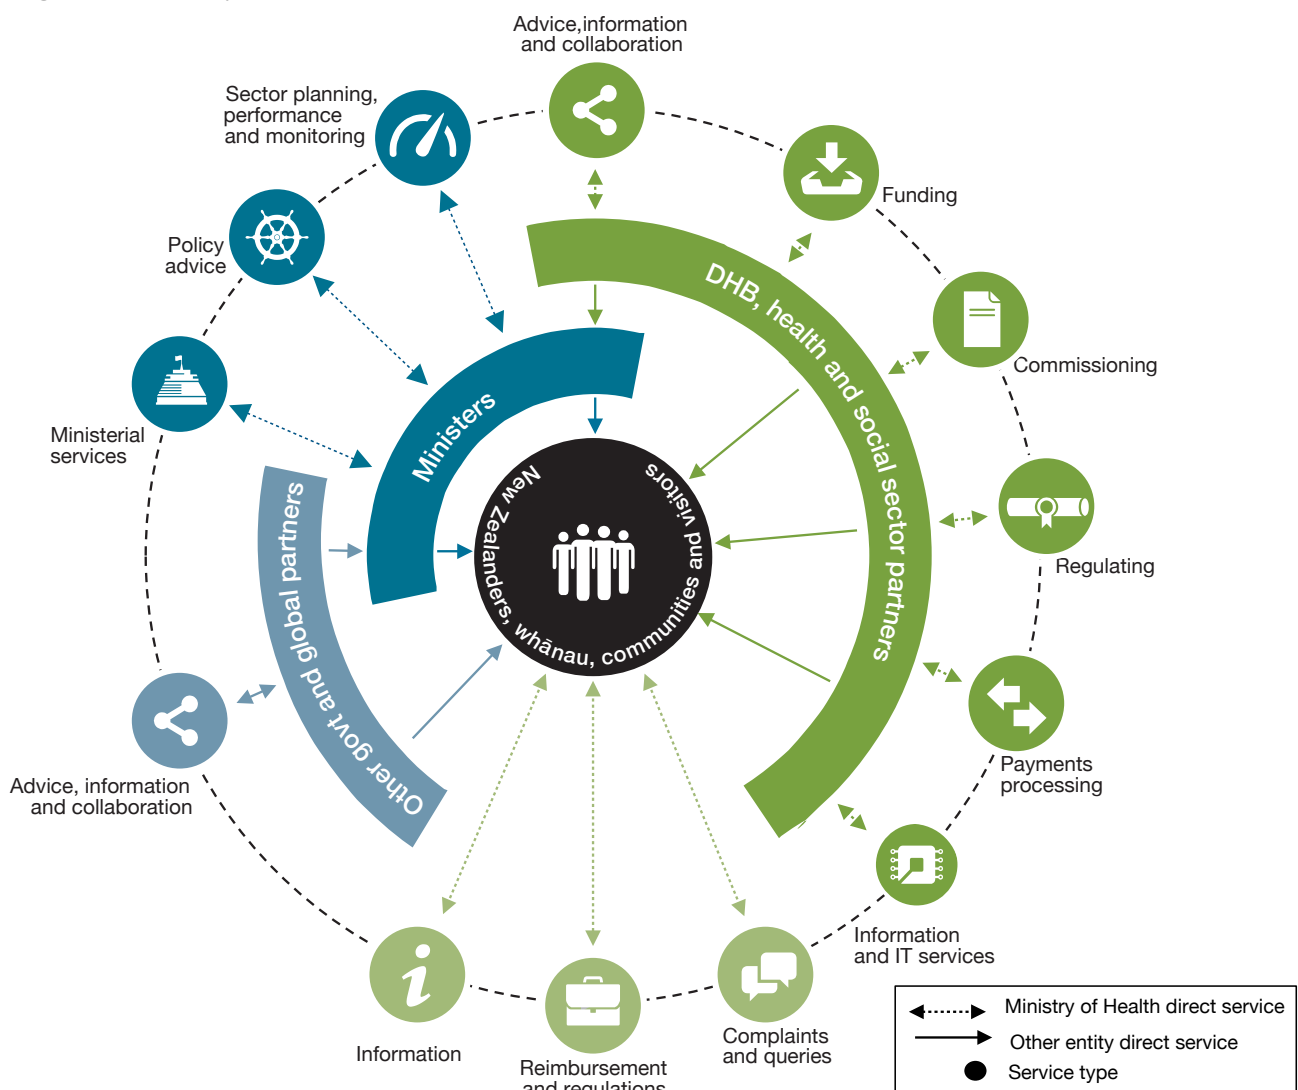 Advice,information
and collaboration
Sector planning,
performance
and monitoring
Funding
Policy
advice
Commissioning
Ministerial
services
Regulating
Payments
processing
Advice, information
and collaboration
Information
and IT services
Information
Reimbursement
and regulations
Complaints
and queries
DHB, health and social sector partners
Ministers
Other govt and global partners
New Zealanders, whānau, communities and visitors
Ministry of Health direct service
Other entity direct service
Service type